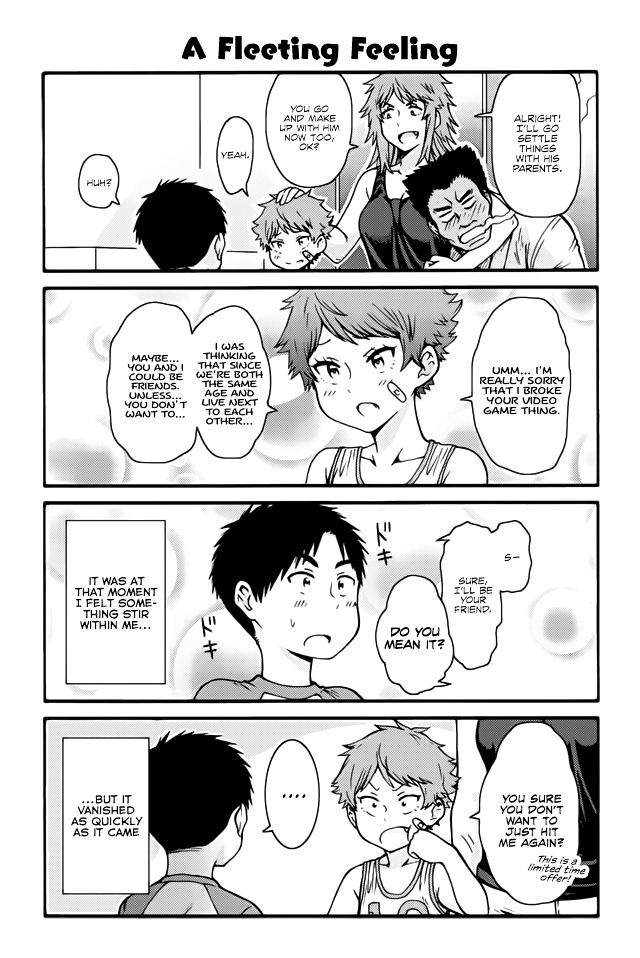 A Fleeting Feeling
ALRIGHT!
I'LL GO
SETTLE
THINGS
WITH HIS
PARENTS.
YOU GO
AND MAKE
UP WITH HIM
NOW TOO,
OK?
YEAH.
HUH?
UMM... I'M
REALLY SORRY
THAT I BROKE
YOUR VIDEO
GAME THING.
I WAS
THINKING
THAT SINCE
WE'RE BOTH
THE SAME
AGE AND
LIVE NEXT
TO EACH
OTHER...
MAYBE...
YOU AND I
COULD BE
FRIENDS.
UNLESS...
YOU DON'T
WANT TO...
S-
SURE,
I'LL BE
YOUR
FRIEND.
DO YOU
MEAN IT?
ドキ
ドキ
IT WAS AT
THAT MOMENT
I FELT SOME-
THING STIR
WITHIN ME...
YOU SURE
YOU DON'T
WANT TO
JUST HIT
ME AGAIN?
This is a
limited time
offer!
....
LO
...BUT IT
VANISHED
AS QUICKLY
AS IT CAME